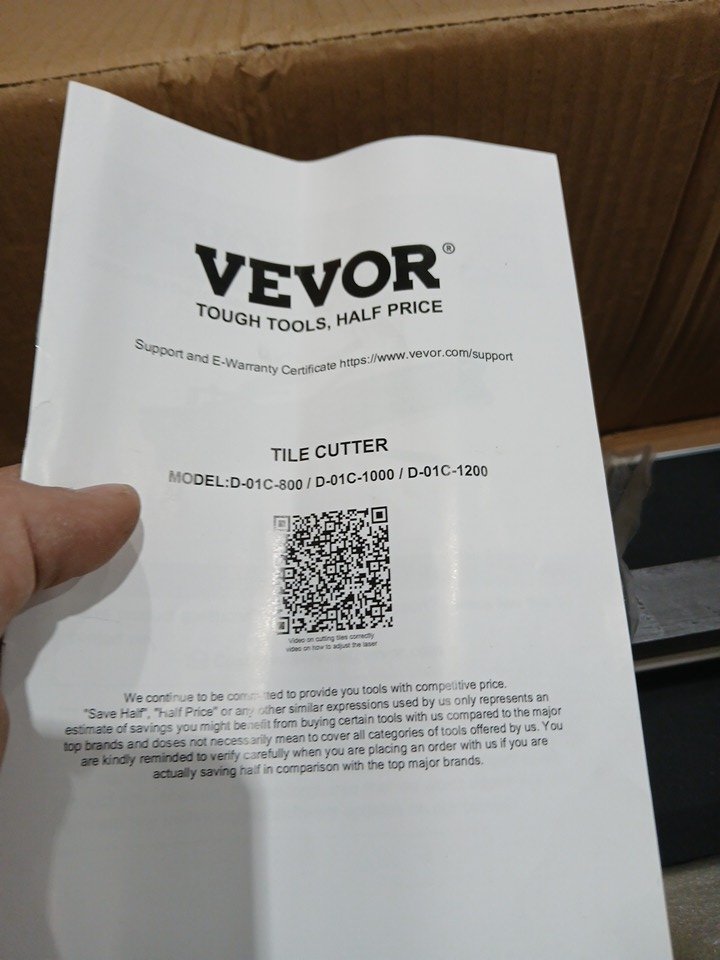 VEVOR®
TOUGH TOOLS, HALF PRICE
Support and E-Warranty Certificate https://www.vevor.com/support
TILE CUTTER
MODEL:D-01C-800 / D-01C-1000 / D-01C-1200
Video on cutting tiles correctly
video on how to adjust the laser
We continue to be committed to provide you tools with competitive price.
"Save Half", "Half Price" or any other similar expressions used by us only represents an
estimate of savings you might benefit from buying certain tools with us compared to the major
top brands and doses not necessarily mean to cover all categories of tools offered by us. You
are kindly reminded to verify carefully when you are placing an order with us if you are
actually saving half in comparison with the top major brands.